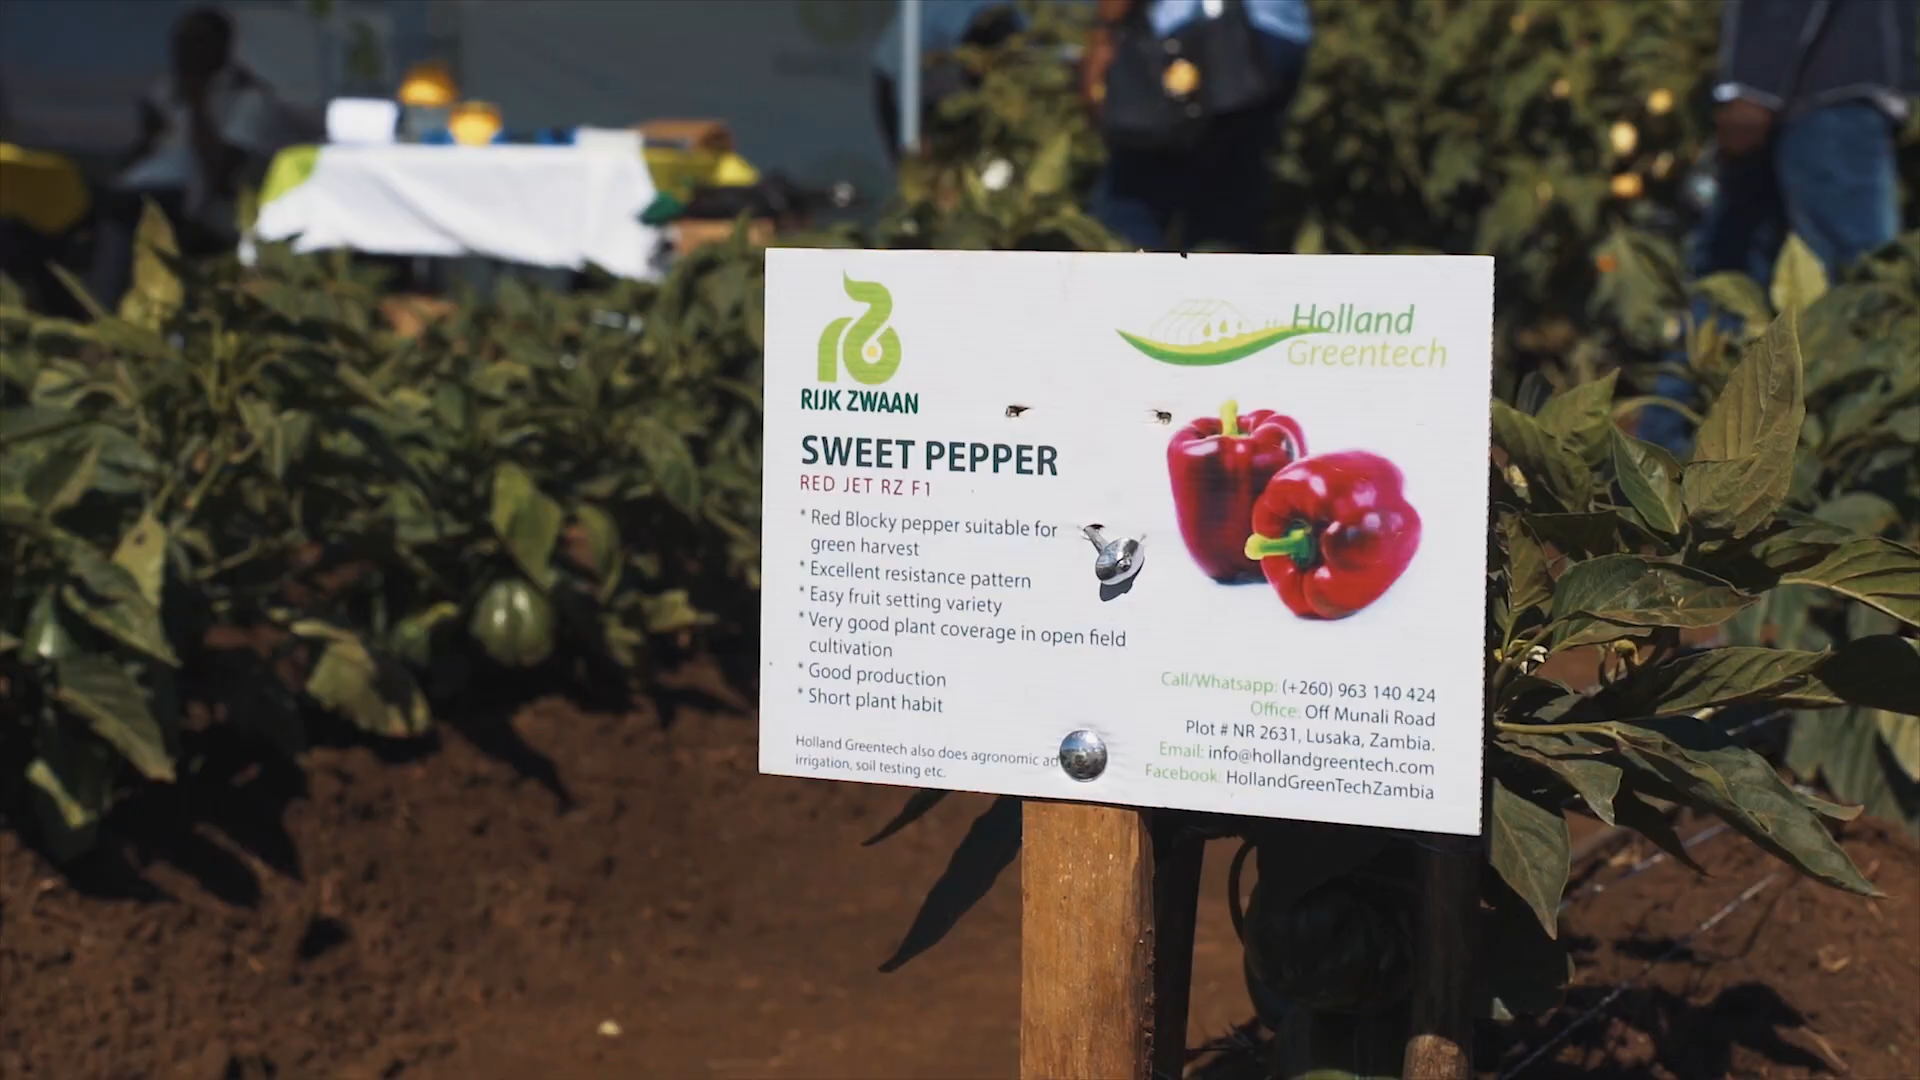 RIJK ZWAAN
Holland
Greentech
SWEET PEPPER
RED JET RZ F1
* Red Blocky pepper suitable for
green harvest
* Excellent resistance pattern
* Easy fruit setting variety
* Very good plant coverage in open field
cultivation
* Good production
* Short plant habit
Holland Greentech also does agronomic ad
irrigation, soil testing etc.
Call/Whatsapp: (+260) 963 140 424
Office: Off Munali Road
Plot # NR 2631, Lusaka, Zambia.
Email: info@hollandgreentech.com
Facebook: HollandGreenTechZambia